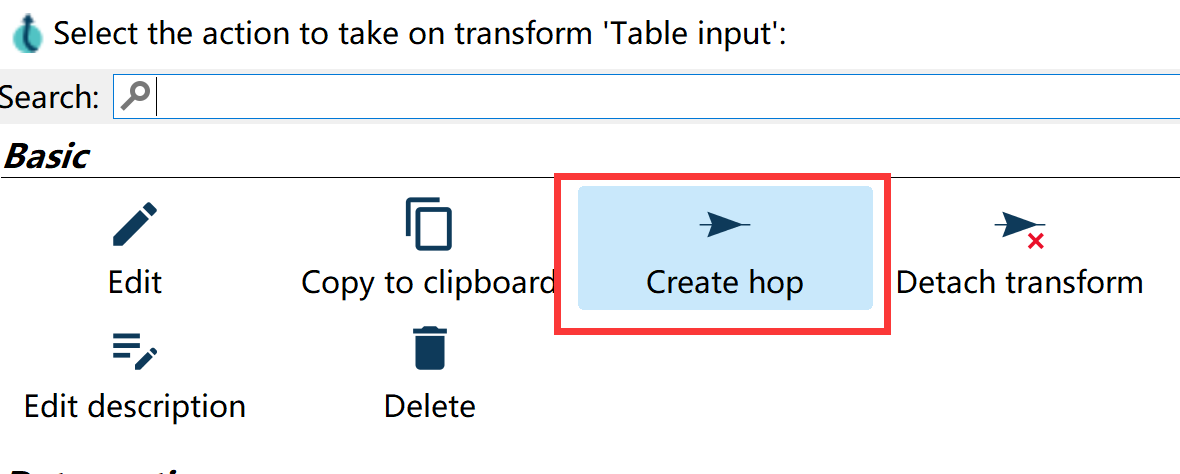 Select the action to take on transform 'Table input':
Search:
Basic
Edit
Copy to clipboard
Create hop
Detach transform
Edit description
Delete